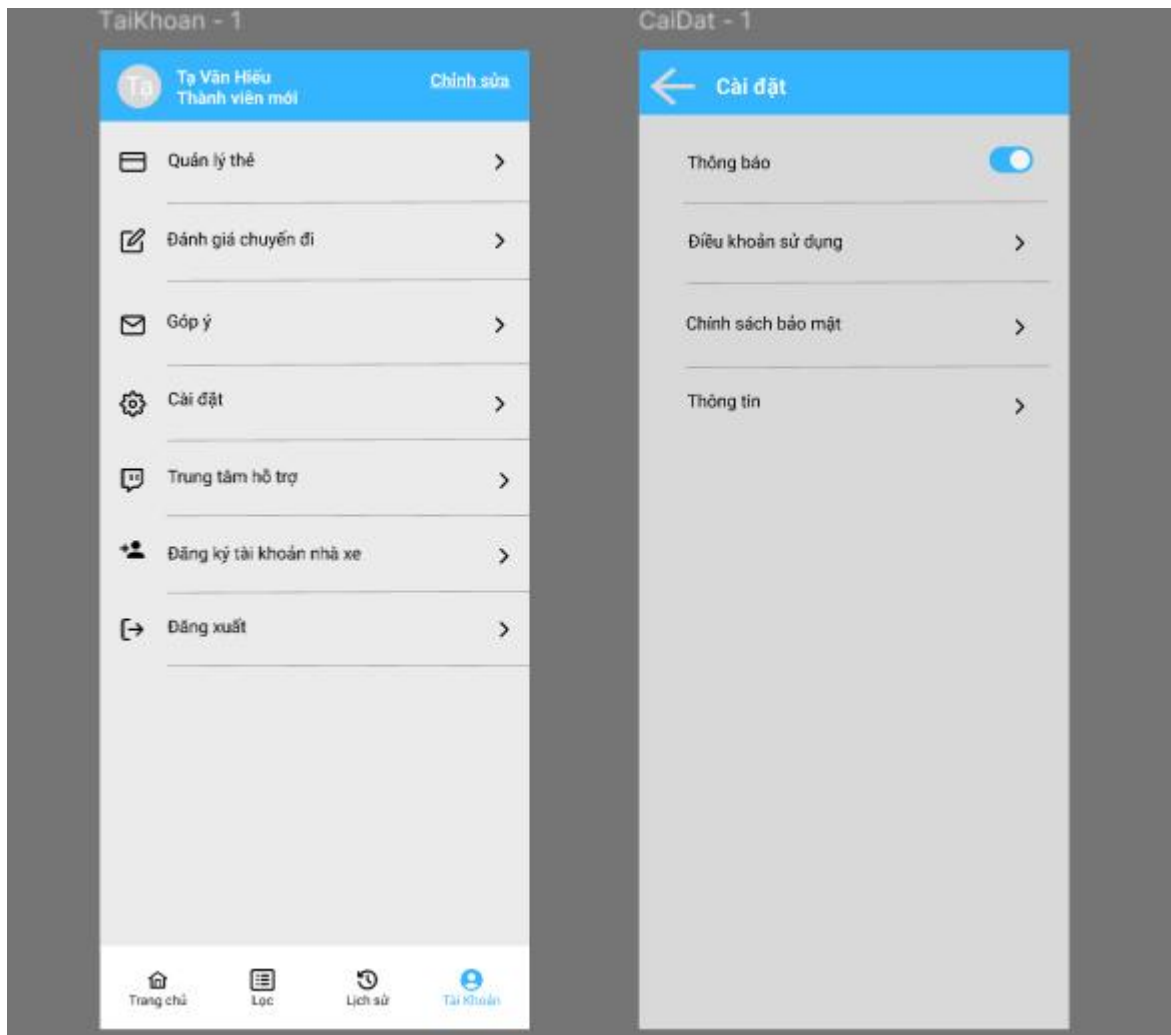 TaiKhoan - 1
Tạ
Tạ Văn Hiếu
Thành viên mới
Chỉnh sửa
Quản lý thẻ
Đánh giá chuyến đi
Góp ý
Cài đặt
Trung tâm hỗ trợ
Đăng ký tài khoản nhà xe
Đăng xuất
Trang chủ
Lọc
Lịch sử
Tài Khoản
CaiDat - 1
Cài đặt
Thông báo
Điều khoản sử dụng
Chính sách bảo mật
Thông tin